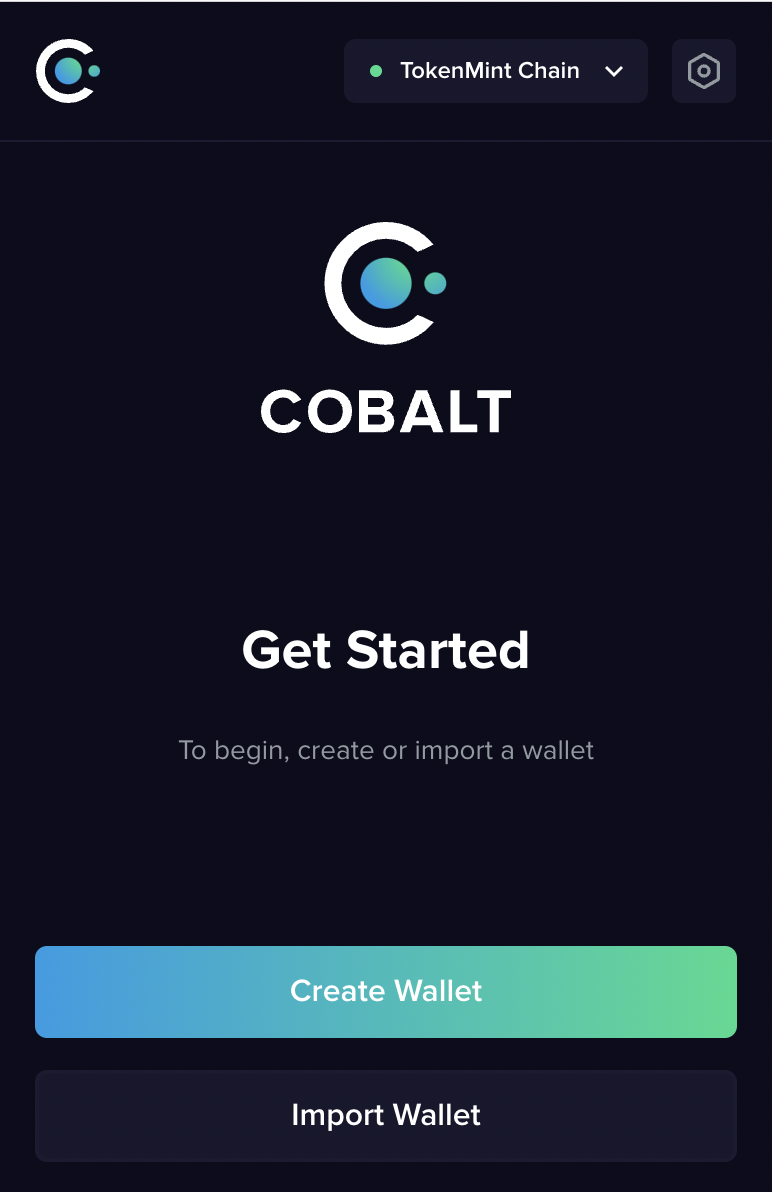 TokenMint Chain
COBALT
Get Started
To begin, create or import a wallet
Create Wallet
Import Wallet